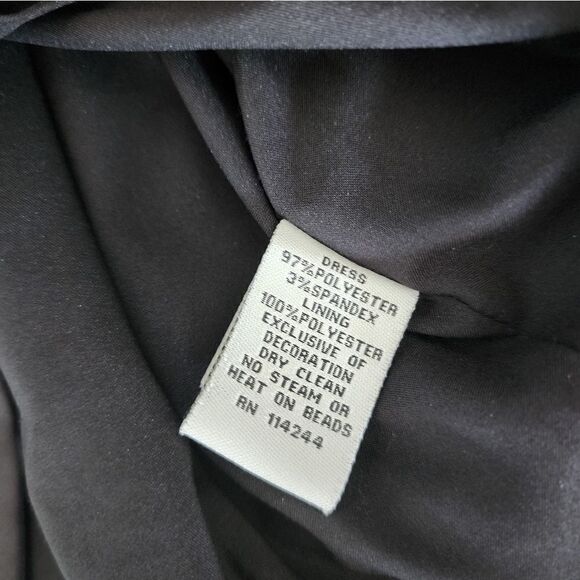 DRESS
97%POLYESTER
3%SPANDEX
LINING
100%POLYESTER
EXCLUSIVE OF
DECORATION
DRY CLEAN
NO STEAM OR
HEAT ON BEADS
RN 114244